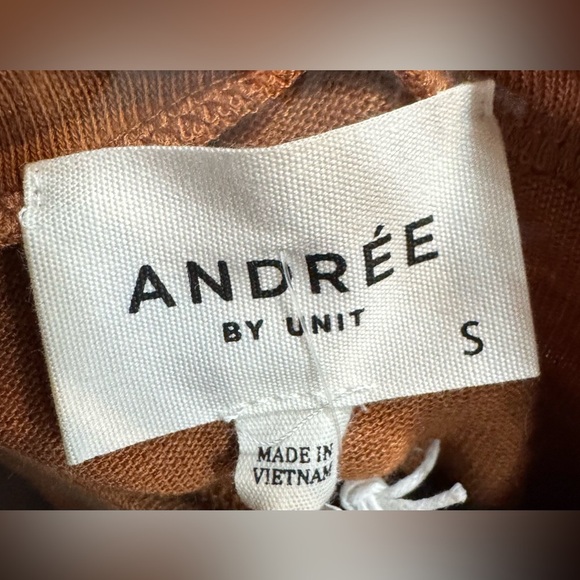 ANDRÉE
BY UNIT
S
MADE IN
VIETNAM